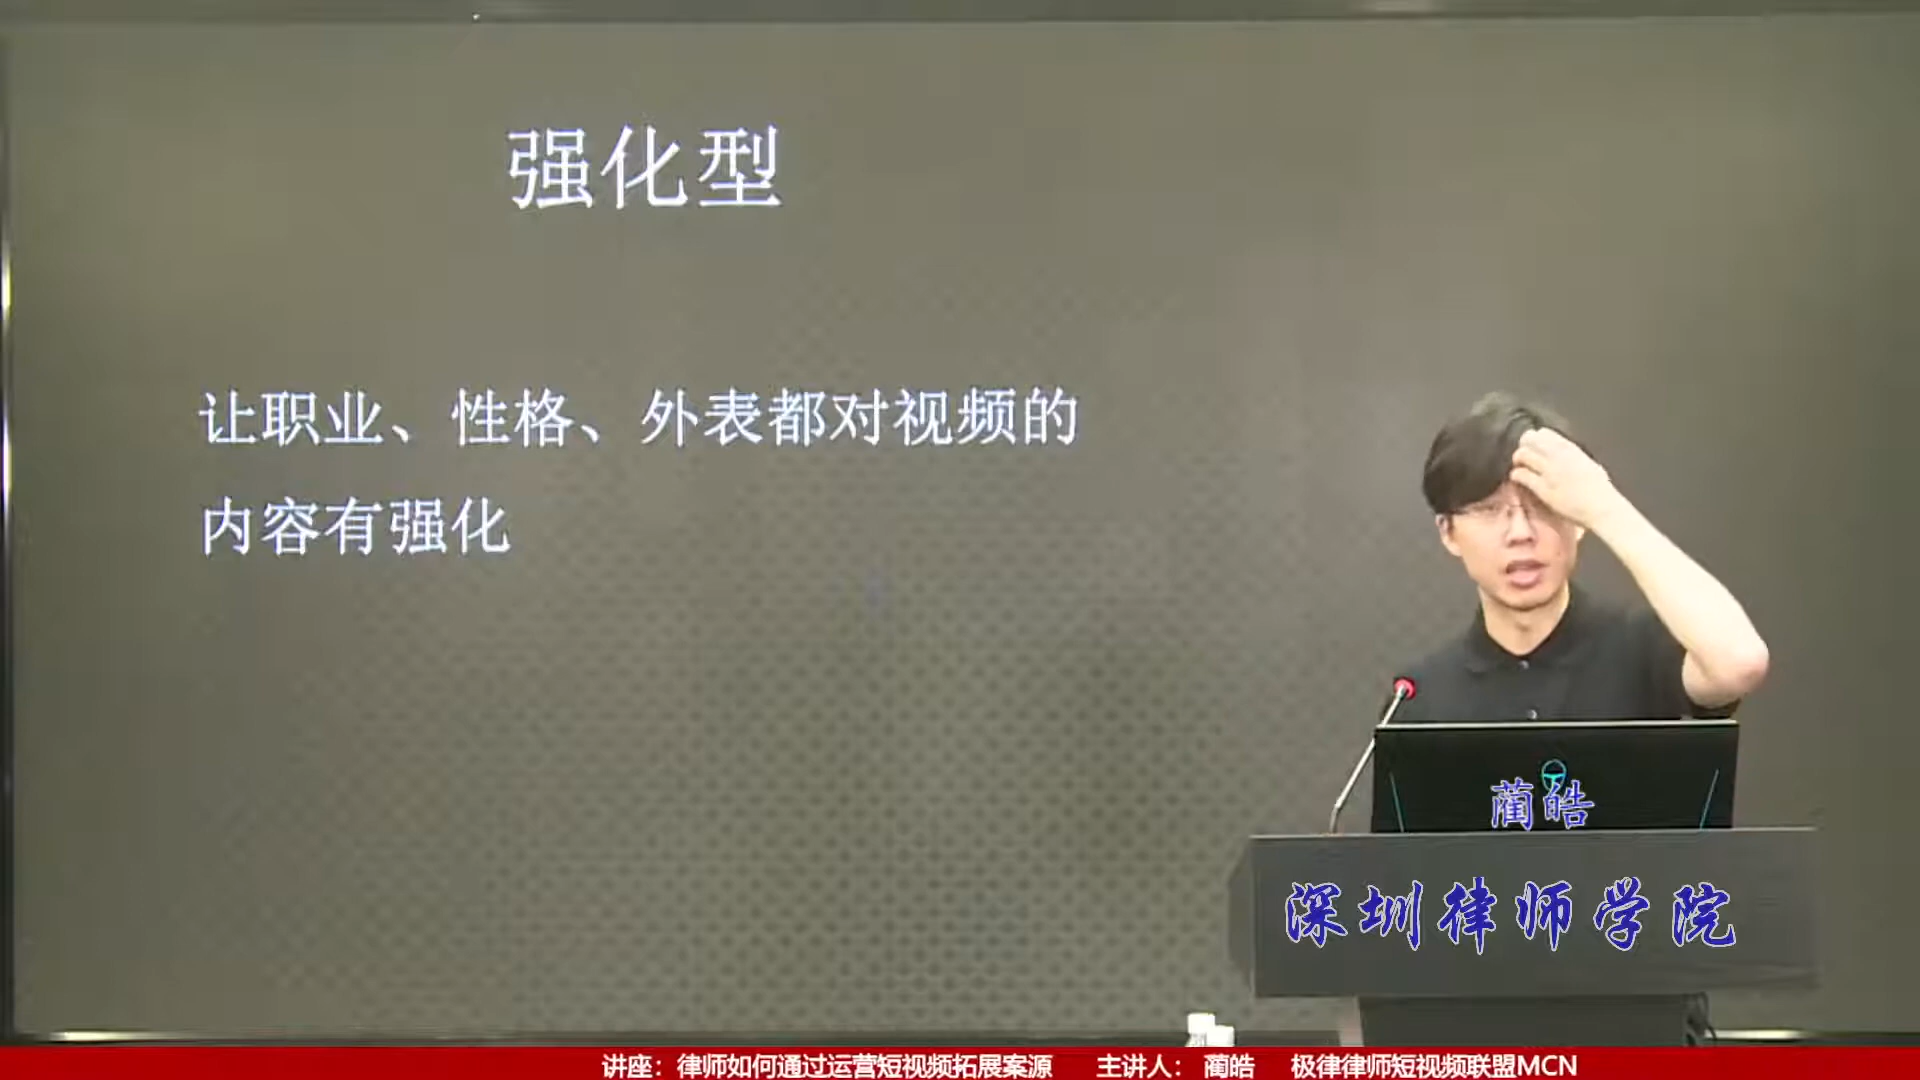 强化型
让职业、性格、外表都对视频的
内容有强化
蔺皓
深圳律师学院
讲座：律师如何通过运营短视频拓展案源 主讲人： 蔺皓 极律律师短视频联盟MCN